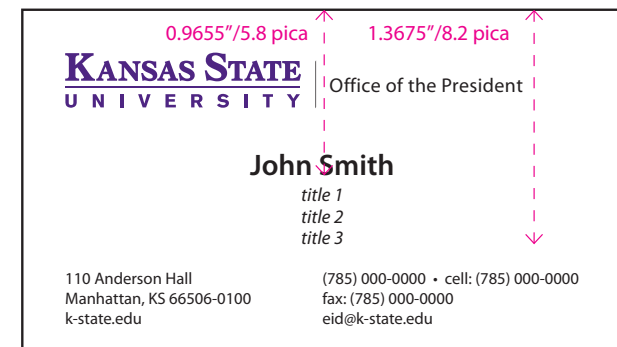 0.9655”/5.8 pica 1.3675”/8.2 pica
KANSAS STATE
UNIVERSITY
Office of the President
John Smith
title 1
title 2
title 3
110 Anderson Hall
Manhattan, KS 66506-0100
k-state.edu
(785) 000-0000 • cell: (785) 000-0000
fax: (785) 000-0000
eid@k-state.edu